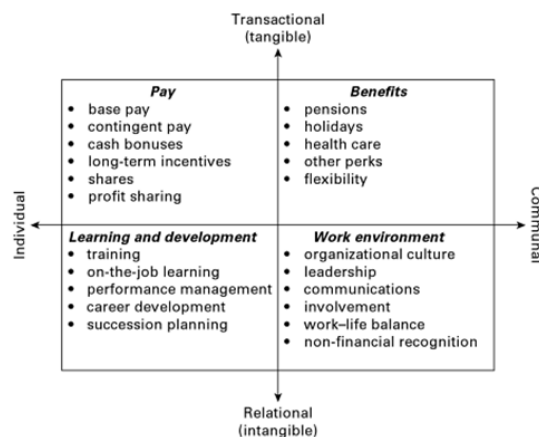 Transactional
(tangible)
Pay
• base pay
• contingent pay
• cash bonuses
• long-term incentives
• shares
• profit sharing
Benefits
• pensions
• holidays
• health care
• other perks
• flexibility
Individual
Communal
Learning and development
• training
• on-the-job learning
• performance management
• career development
• succession planning
Work environment
• organizational culture
• leadership
• communications
• involvement
• work–life balance
• non-financial recognition
Relational
(intangible)